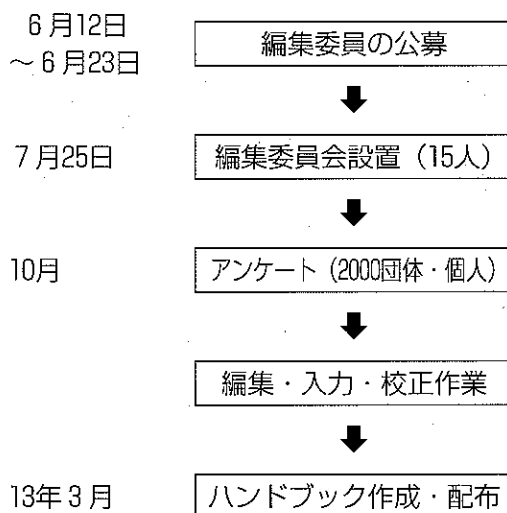 6月12日
～6月23日
編集委員の公募
7月25日
編集委員会設置（15人）
10月
アンケート（2000団体・個人）
編集・入力・校正作業
13年3月
ハンドブック作成・配布